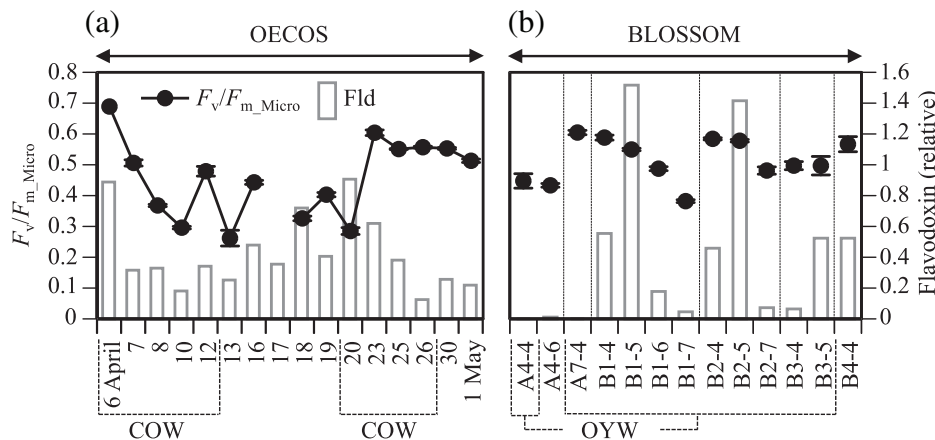 (a)
OECOS
(b)
BLOSSOM
0.8
0.7
0.6
0.5
0.4
0.3
0.2
0.1
0
Fv/Fm_Micro
Fv/Fm_Micro
Fld
1.6
1.4
1.2
1
0.8
0.6
0.4
0.2
0
Flavodoxin (relative)
6 April
7
8
10
12
13
16
17
18
19
20
23
25
26
30
1 May
COW
COW
A4-4
A4-6
A7-4
B1-4
B1-5
B1-6
B1-7
B2-4
B2-5
B2-7
B3-4
B3-5
B4-4
OYW